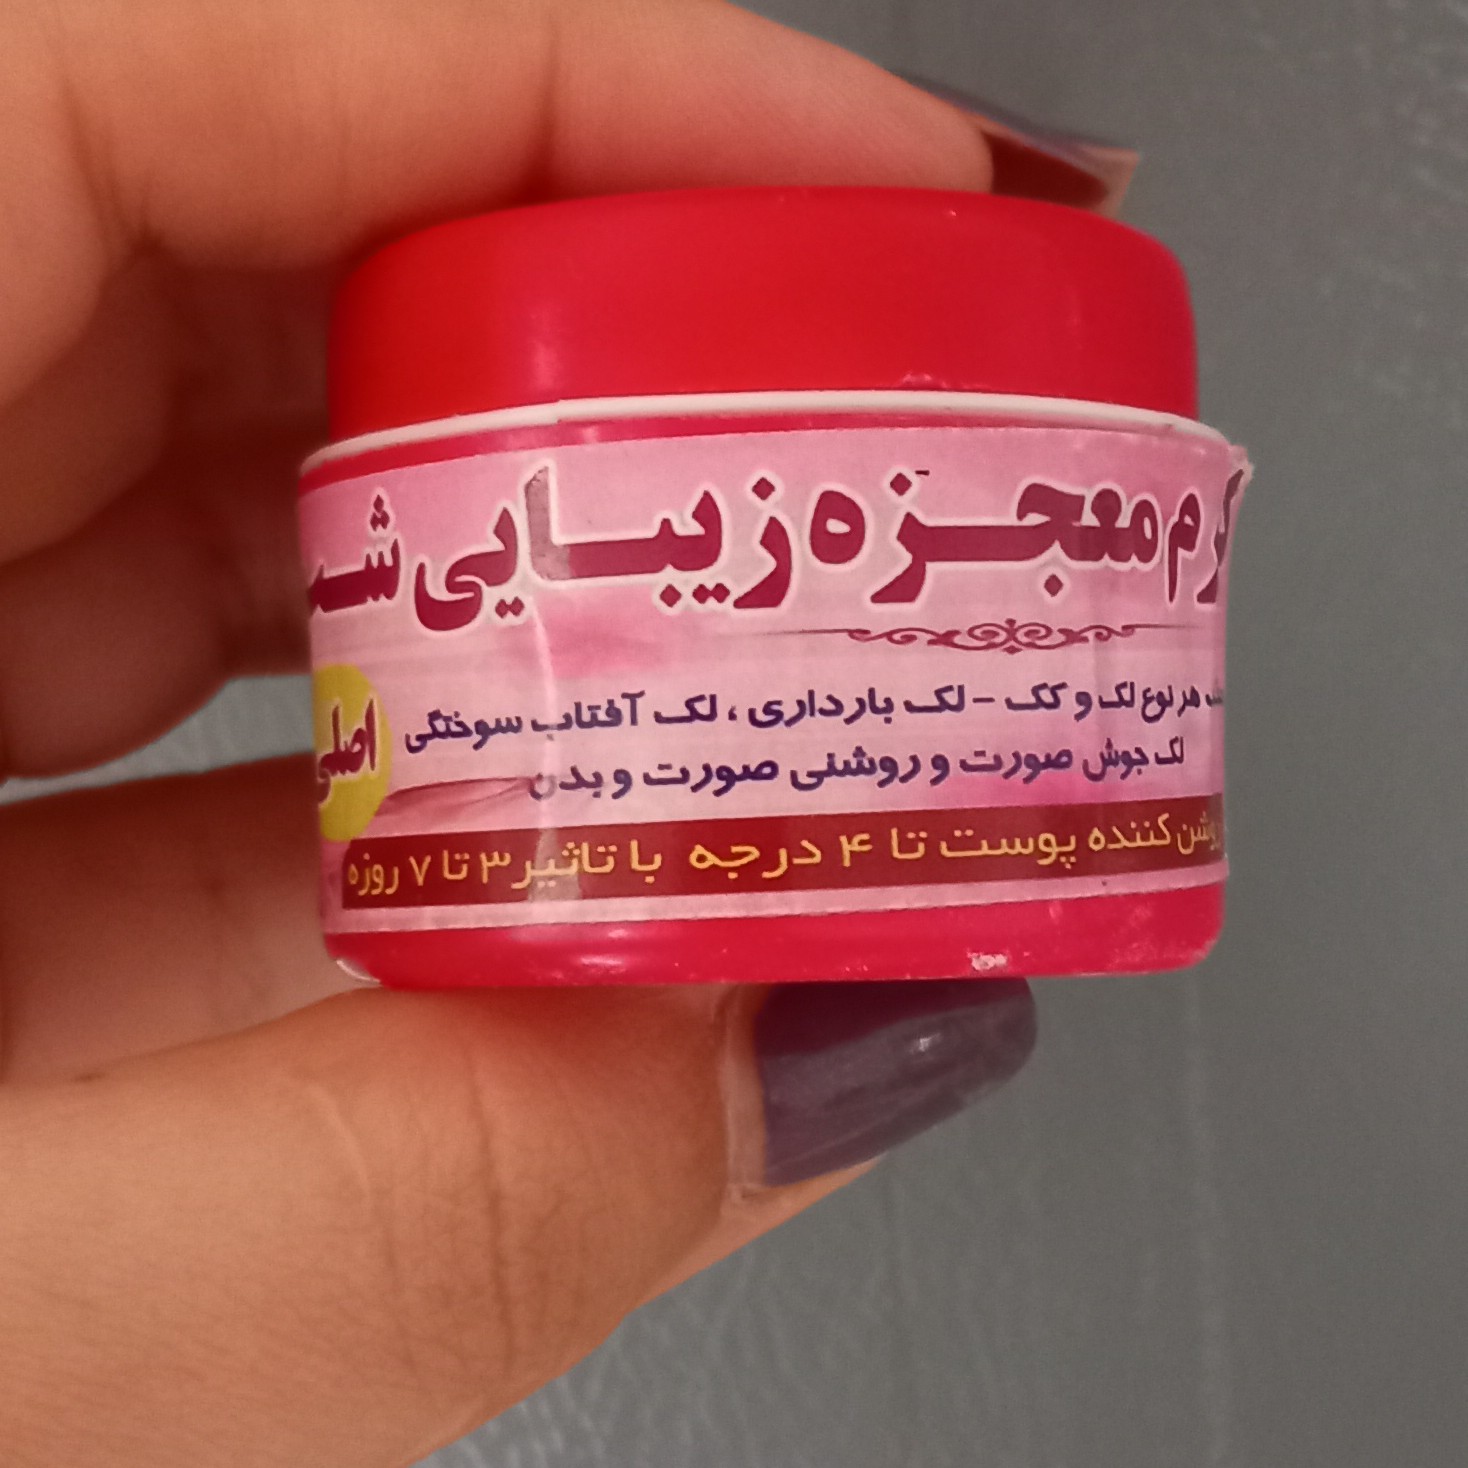 کرم معجزه زیبایی
هر نوع لک و کک - لک بارداری ، لک آفتاب سوختگی
لک جوش صورت و روشنی صورت و بدن
اصلی
روشن کننده پوست تا ۴ درجه با تاثیر ۳ تا ۷ روزه